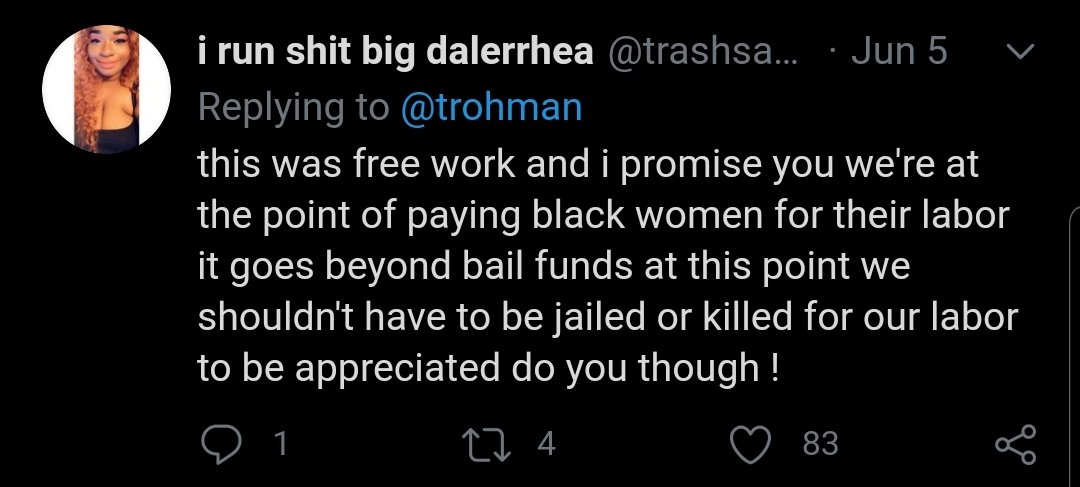 i run shit big dalerrhea @trashsa... · Jun 5
Replying to @trohman
this was free work and i promise you we're at
the point of paying black women for their labor
it goes beyond bail funds at this point we
shouldn't have to be jailed or killed for our labor
to be appreciated do you though !
1 4 83